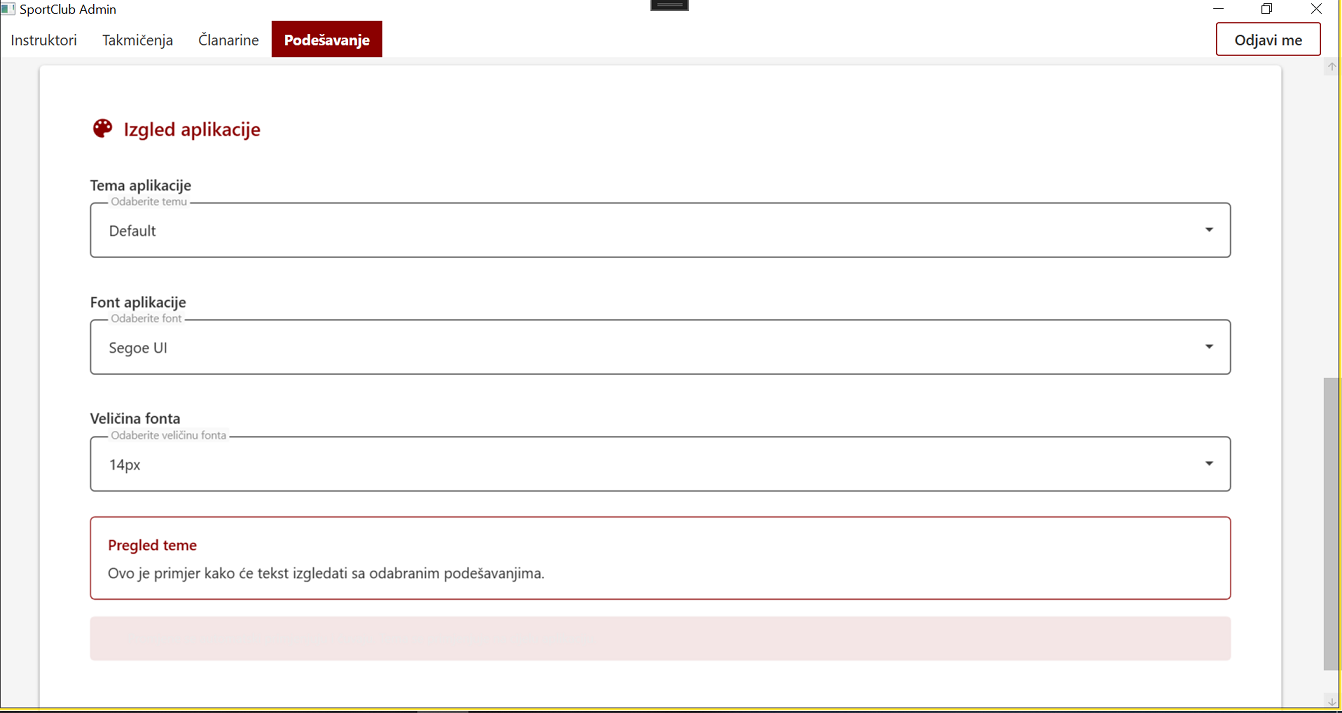 SportClub Admin
Instruktori Takmičenja Članarine Podešavanje Odjavi me
Izgled aplikacije
Tema aplikacije
Odaberite temu
Default
Font aplikacije
Odaberite font
Segoe UI
Veličina fonta
Odaberite veličinu fonta
14px
Pregled teme
Ovo je primjer kako će tekst izgledati sa odabranim podešavanjima.